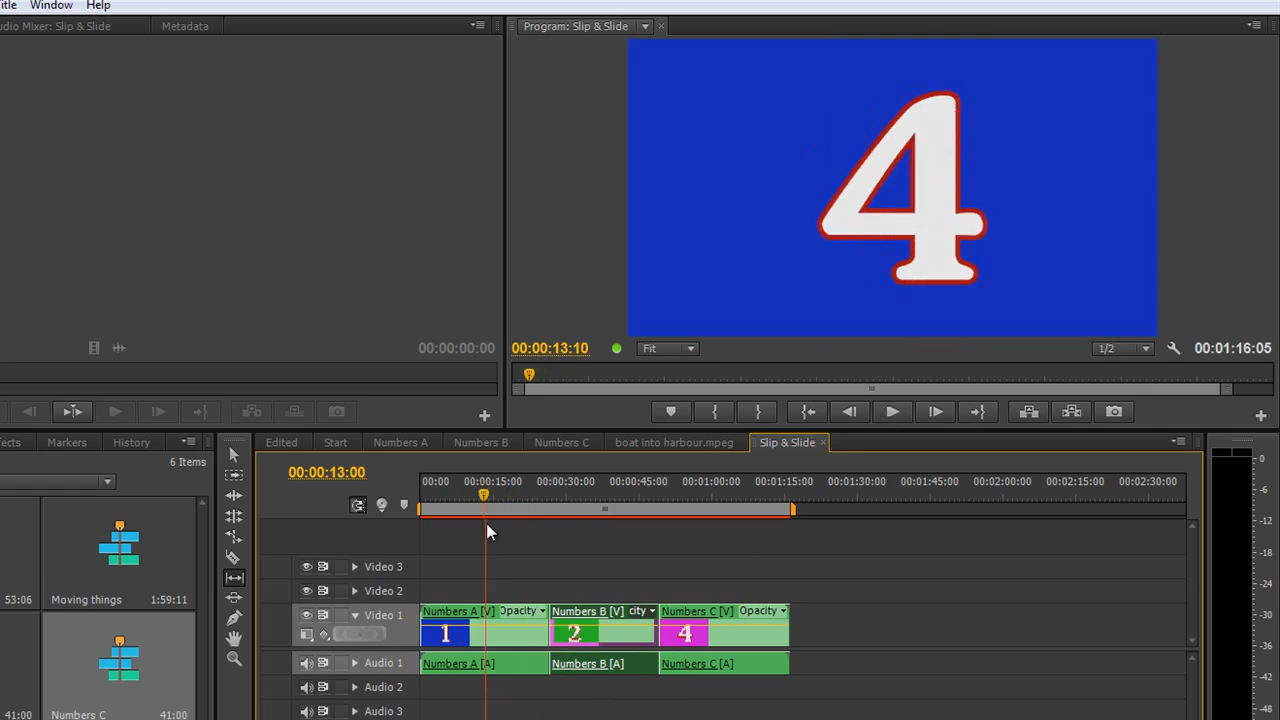 itle Window Help
udio Mixer: Slip & Slide Metadata
Program: Slip & Slide
4
00:00:00:00
00:00:13:10 Fit 1/2 00:01:16:05
ffects Markers History
6 Items
53:06 Moving things 1:59:11
00 Numbers C 41:00
Edited Start Numbers A Numbers B Numbers C boat into harbour.mpeg Slip & Slide
00:00:13:00
00:00 00:00:15:00 00:00:30:00 00:00:45:00 00:01:00:00 00:01:15:00 00:01:30:00 00:01:45:00 00:02:00:00 00:02:15:00 00:02:30:00
Video 3
Video 2
Video 1
Numbers A [V] Opacity Numbers B [V] city Numbers C [V] Opacity
1 2 4
Audio 1 Numbers A [A] Numbers B [A] Numbers C [A]
Audio 2
Audio 3
0
-6
-12
-18
-24
-30
-36
-42
-48